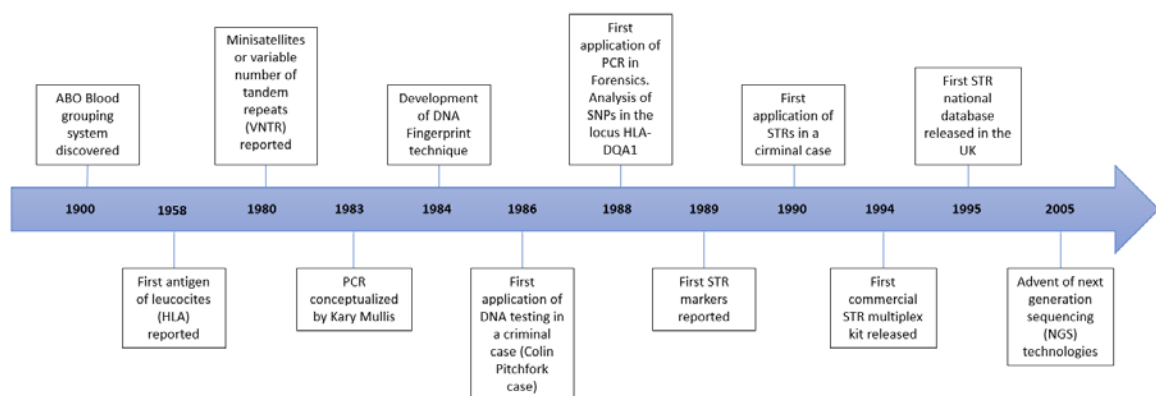 ABO Blood
grouping
system
discovered
Minisatellites
or variable
number of
tandem
repeats
(VNTR)
reported
Development
of DNA
Fingerprint
technique
First
application of
PCR in
Forensics.
Analysis of
SNPs in the
locus HLA-
DQA1
First
application of
STRs in a
cirminal case
First STR
national
database
released in the
UK
1900
1958
1980
1983
1984
1986
1988
1989
1990
1994
1995
2005
First antigen
of leucocites
(HLA)
reported
PCR
conceptualized
by Kary Mullis
First
application of
DNA testing in
a criminal
case (Colin
Pitchfork
case)
First STR
markers
reported
First
commercial
STR multiplex
kit released
Advent of next
generation
sequencing
(NGS)
technologies